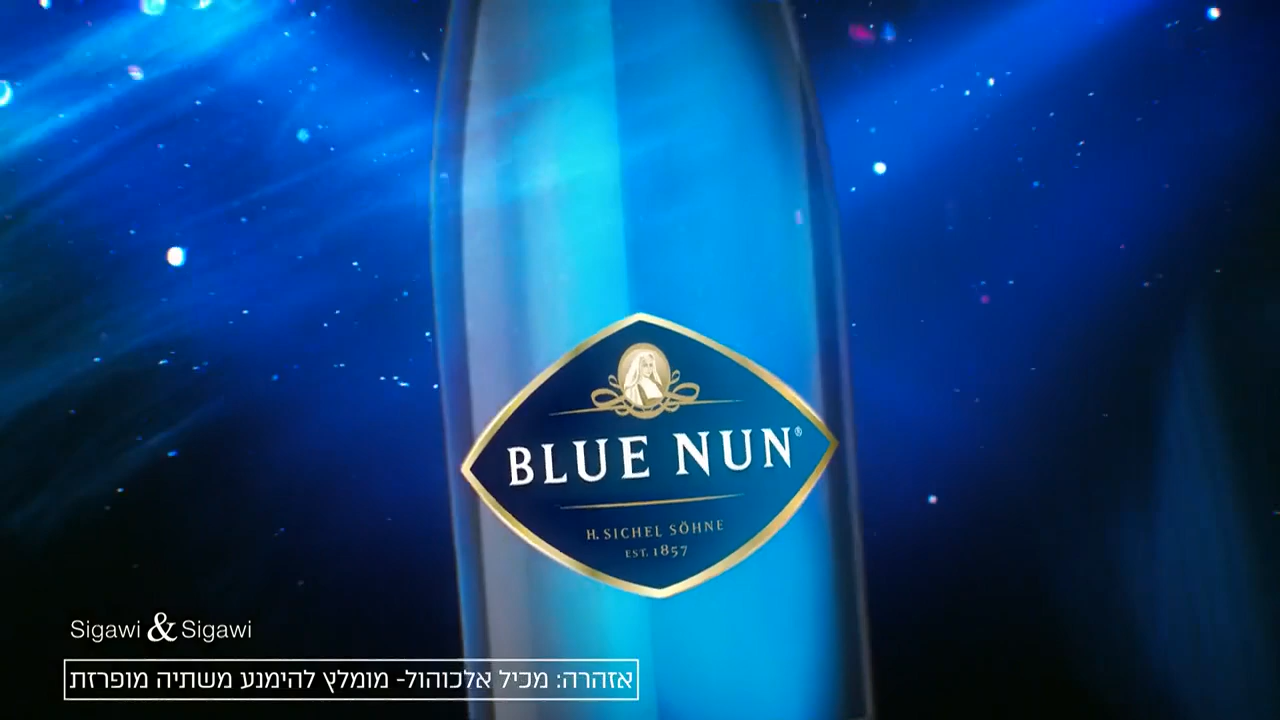 BLUE NUN®
H. SICHEL SÖHNE
EST. 1857
Sigawi & Sigawi
אזהרה: מכיל אלכוהול- מומלץ להימנע משתיה מופרזת